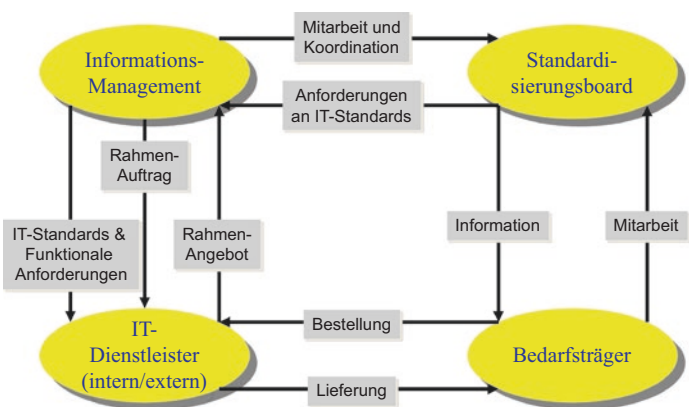 Mitarbeit und
Koordination
Informations-
Management
Standardi-
sierungsboard
Anforderungen
an IT-Standards
Rahmen-
Auftrag
IT-Standards &
Funktionale
Anforderungen
Rahmen-
Angebot
Information
Mitarbeit
Bestellung
IT-
Dienstleister
(intern/extern)
Bedarfsträger
Lieferung